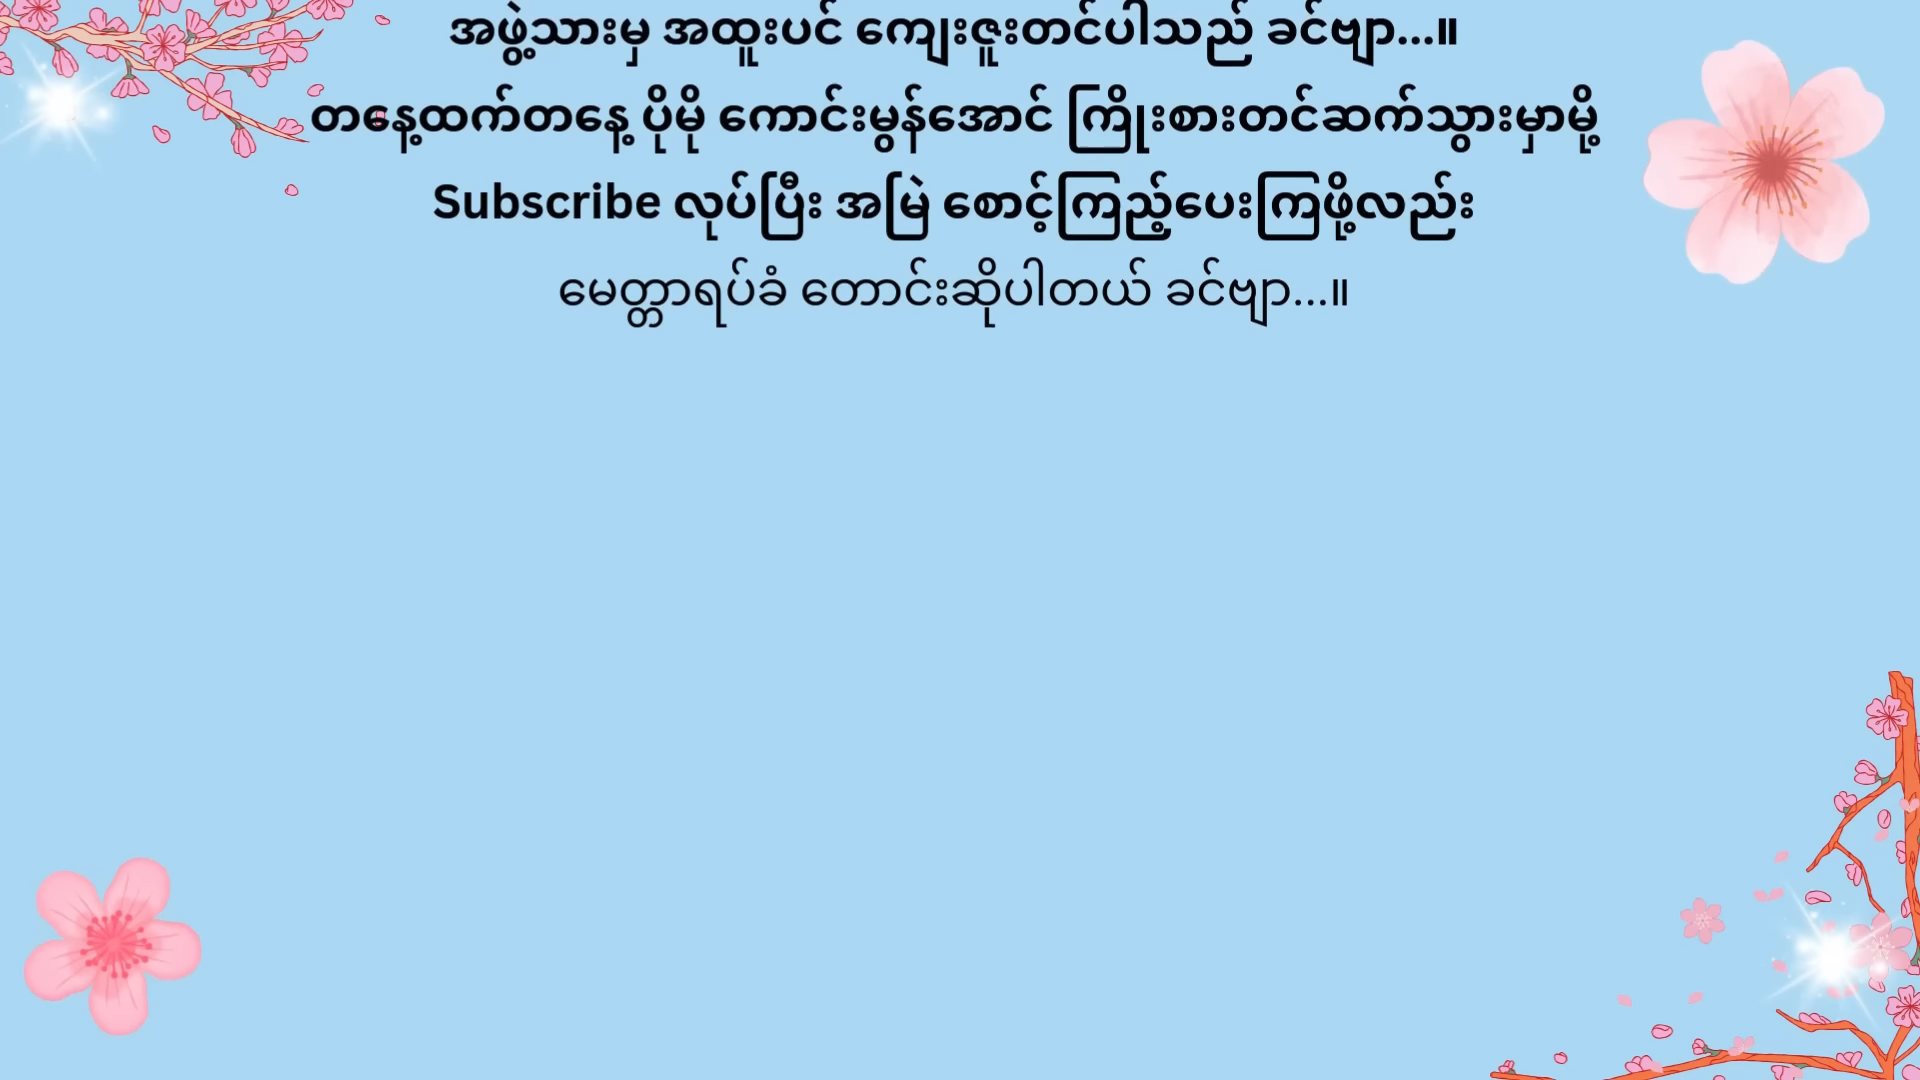 အဖွဲ့သားမှ အထူးပင် ကျေးဇူးတင်ပါသည် ခင်ဗျာ...။
တနေ့ထက်တနေ့ ပိုမို ကောင်းမွန်အောင် ကြိုးစားတင်ဆက်သွားမှာမို့
Subscribe လုပ်ပြီး အမြဲ စောင့်ကြည့်ပေးကြဖို့လည်း
မေတ္တာရပ်ခံ တောင်းဆိုပါတယ် ခင်ဗျာ...။